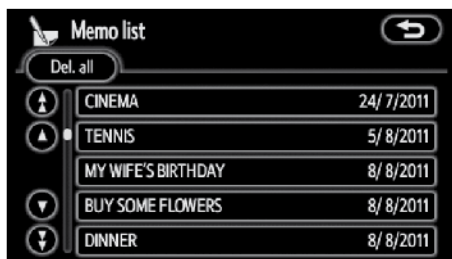 Memo list
Del. all
CINEMA 24/ 7/2011
TENNIS 5/ 8/2011
MY WIFE'S BIRTHDAY 8/ 8/2011
BUY SOME FLOWERS 8/ 8/2011
DINNER 8/ 8/2011